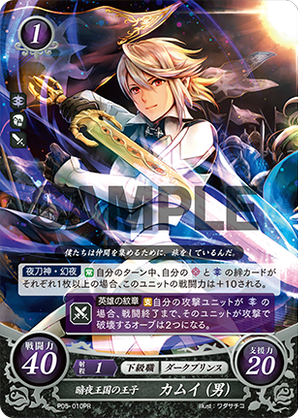 1
SAMPLE
僕たちは仲間を集めるために、旅をしているんだ。
夜刀神・幻夜 常 自分のターン中、自分の と の絆カードが
それぞれ1枚以上の場合、このユニットの戦闘力は+10される。
英雄の紋章 攻 自分の攻撃ユニットが の
場合、戦闘終了まで、そのユニットが攻撃で
破壊するオーブは2つになる。
戦闘力
40
射程
1
下級職
ダークプリンス
支援力
20
暗夜王国の王子
カムイ(男)
P05-010PR
Illust:ワダサチコ